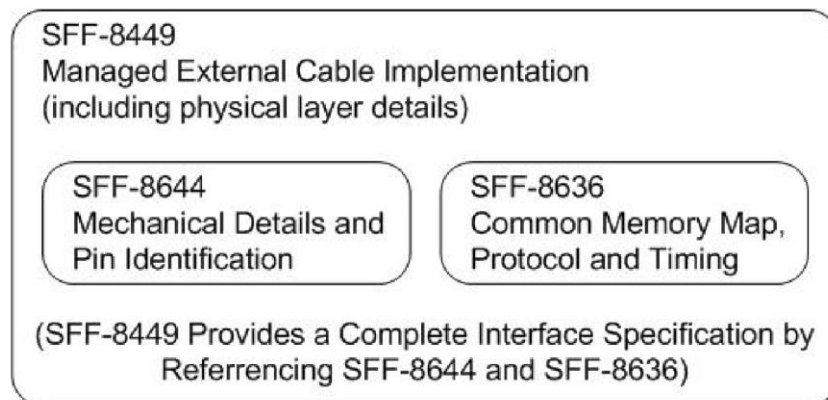 SFF-8449
Managed External Cable Implementation
(including physical layer details)
SFF-8644
Mechanical Details and
Pin Identification
SFF-8636
Common Memory Map,
Protocol and Timing
(SFF-8449 Provides a Complete Interface Specification by
Referrencing SFF-8644 and SFF-8636)